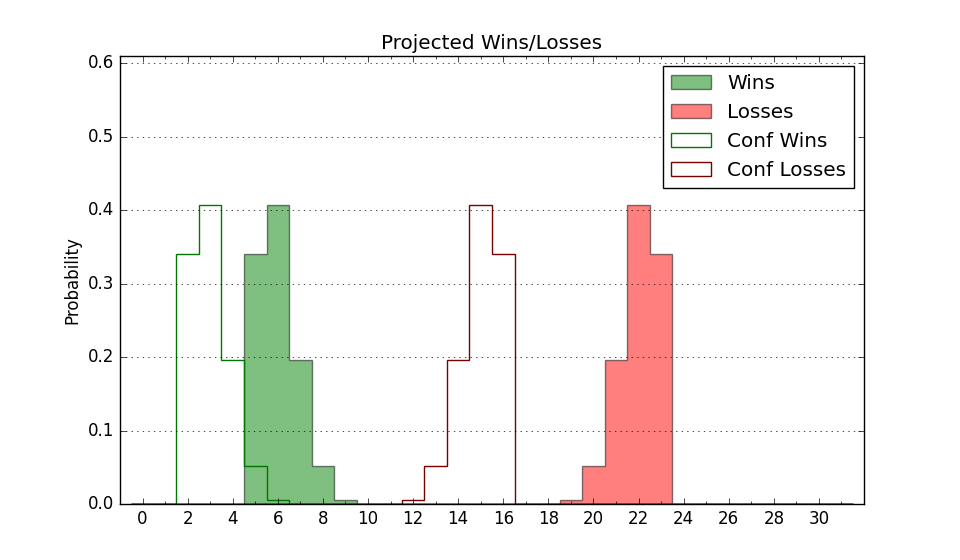 Projected Wins/Losses
Probability
0.6
0.5
0.4
0.3
0.2
0.1
0.0
0 2 4 6 8 10 12 14 16 18 20 22 24 26 28 30
Wins
Losses
Conf Wins
Conf Losses